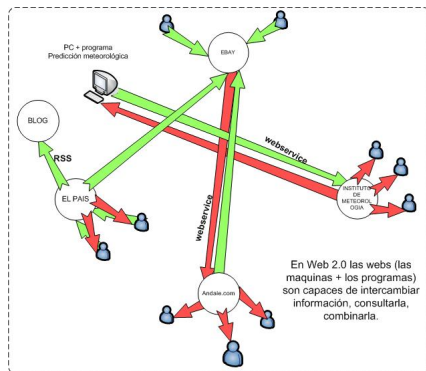 PC + programa
Predicción meteorológica
EBAY
BLOG
RSS
webservice
EL PAIS
INSTITUTO
DE
METEOROL
OGIA
webservice
Andale.com
En Web 2.0 las webs (las
maquinas + los programas)
son capaces de intercambiar
información, consultarla,
combinarla.